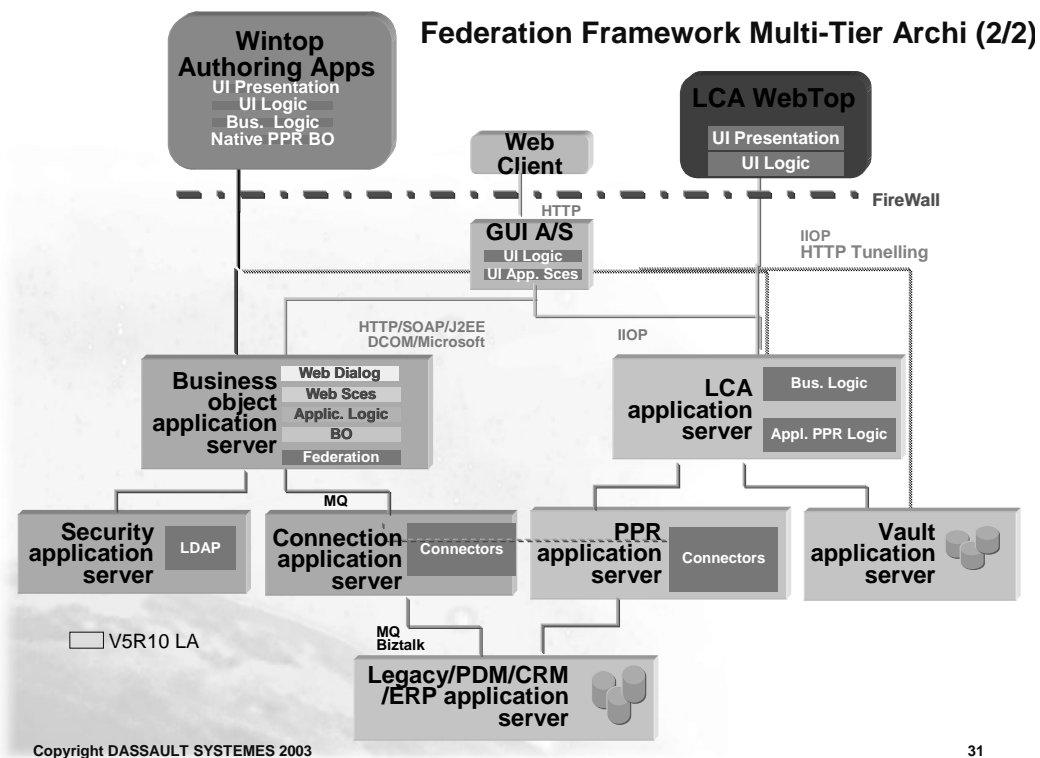 Federation Framework Multi-Tier Archi (2/2)
Wintop
Authoring Apps
UI Presentation
UI Logic
Bus. Logic
Native PPR BO
LCA WebTop
UI Presentation
UI Logic
Web
Client
FireWall
HTTP
GUI A/S
UI Logic
UI App. Sces
IIOP
HTTP Tunelling
HTTP/SOAP/J2EE
DCOM/Microsoft
IIOP
Business
object
application
server
Web Dialog
Web Sces
Applic. Logic
BO
Federation
LCA
application
server
Bus. Logic
Appl. PPR Logic
MQ
Security
application
server
LDAP
Connection
application
server
Connectors
PPR
application
server
Connectors
Vault
application
server
V5R10 LA
MQ
Biztalk
Legacy/PDM/CRM
/ERP application
server
Copyright DASSAULT SYSTEMES 2003
31